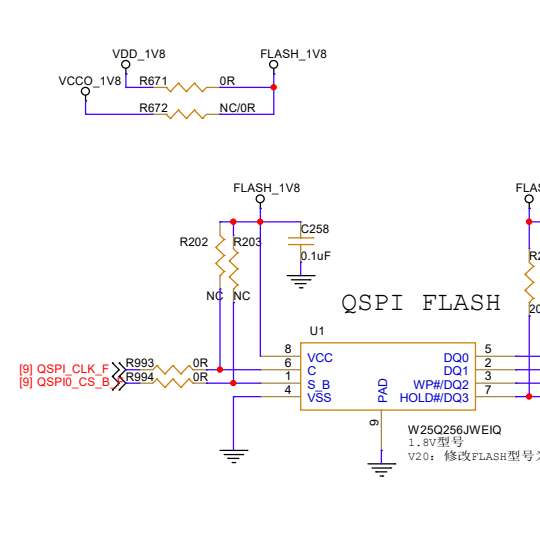 VDD_1V8
FLASH_1V8
VCCO_1V8
R671
0R
R672
NC/0R
FLASH_1V8
R202
R203
C258
0.1uF
NC
NC
QSPI FLASH
U1
[9] QSPI_CLK_F
R993
0R
[9] QSPI0_CS_B_F
R994
0R
8
VCC
6
C
1
S_B
4
VSS
DQ0
5
DQ1
2
WP#/DQ2
3
HOLD#/DQ3
7
PAD
9
W25Q256JWEIQ
1.8V型号
V20: 修改FLASH型号